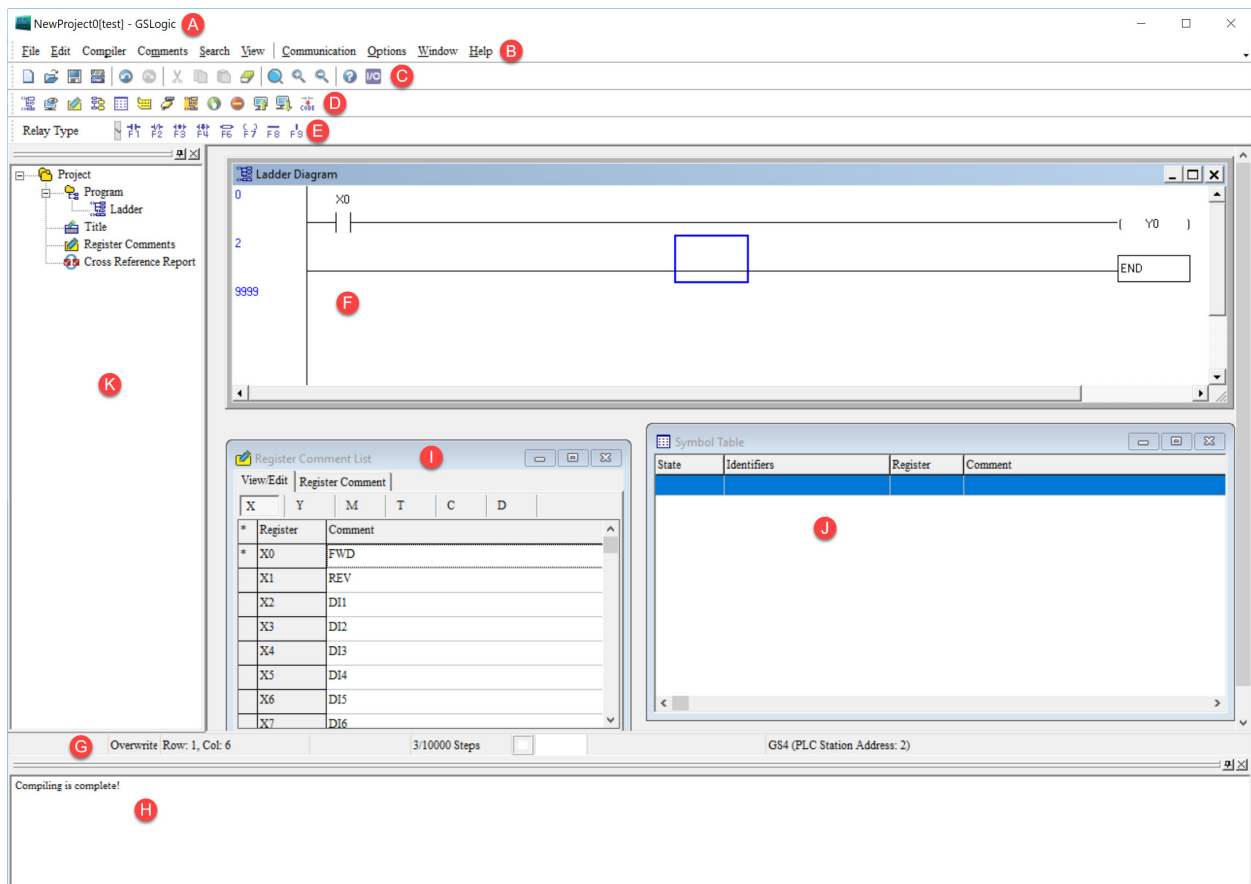 NewProject0[test] - GSLogic A
File Edit Compiler Comments Search View Communication Options Window Help B
I/O C
CODE D
Relay Type F1 F2 F3 F4 F6 F7 F8 F9 E
Project
Program
Ladder
Title
Register Comments
Cross Reference Report
K
Ladder Diagram
0
X0
( Y0 )
2
END
9999
F
Register Comment List I
View/Edit Register Comment
X Y M T C D
* Register Comment
* X0 FWD
X1 REV
X2 DI1
X3 DI2
X4 DI3
X5 DI4
X6 DI5
X7 DI6
Symbol Table
State Identifiers Register Comment
J
G Overwrite Row: 1, Col: 6 3/10000 Steps GS4 (PLC Station Address: 2)
Compiling is complete!
H